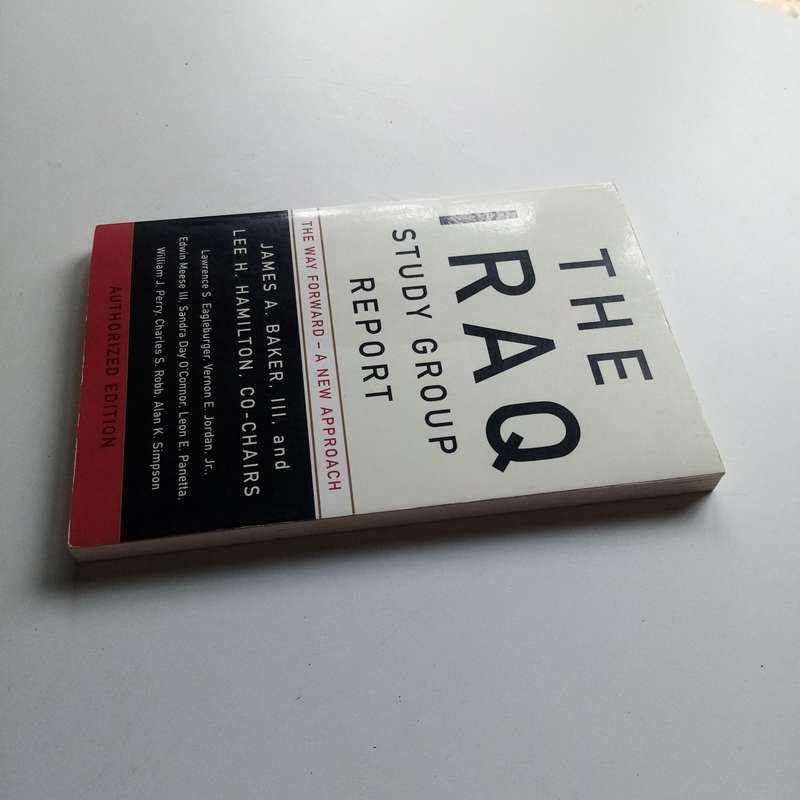 THE
IRAQ
STUDY GROUP
REPORT
THE WAY FORWARD – A NEW APPROACH
JAMES A. BAKER, III, and
LEE H. HAMILTON, CO-CHAIRS
Lawrence S. Eagleburger, Vernon E. Jordan, Jr.,
Edwin Meese III, Sandra Day O'Connor, Leon E. Panetta,
William J. Perry, Charles S. Robb, Alan K. Simpson
AUTHORIZED EDITION